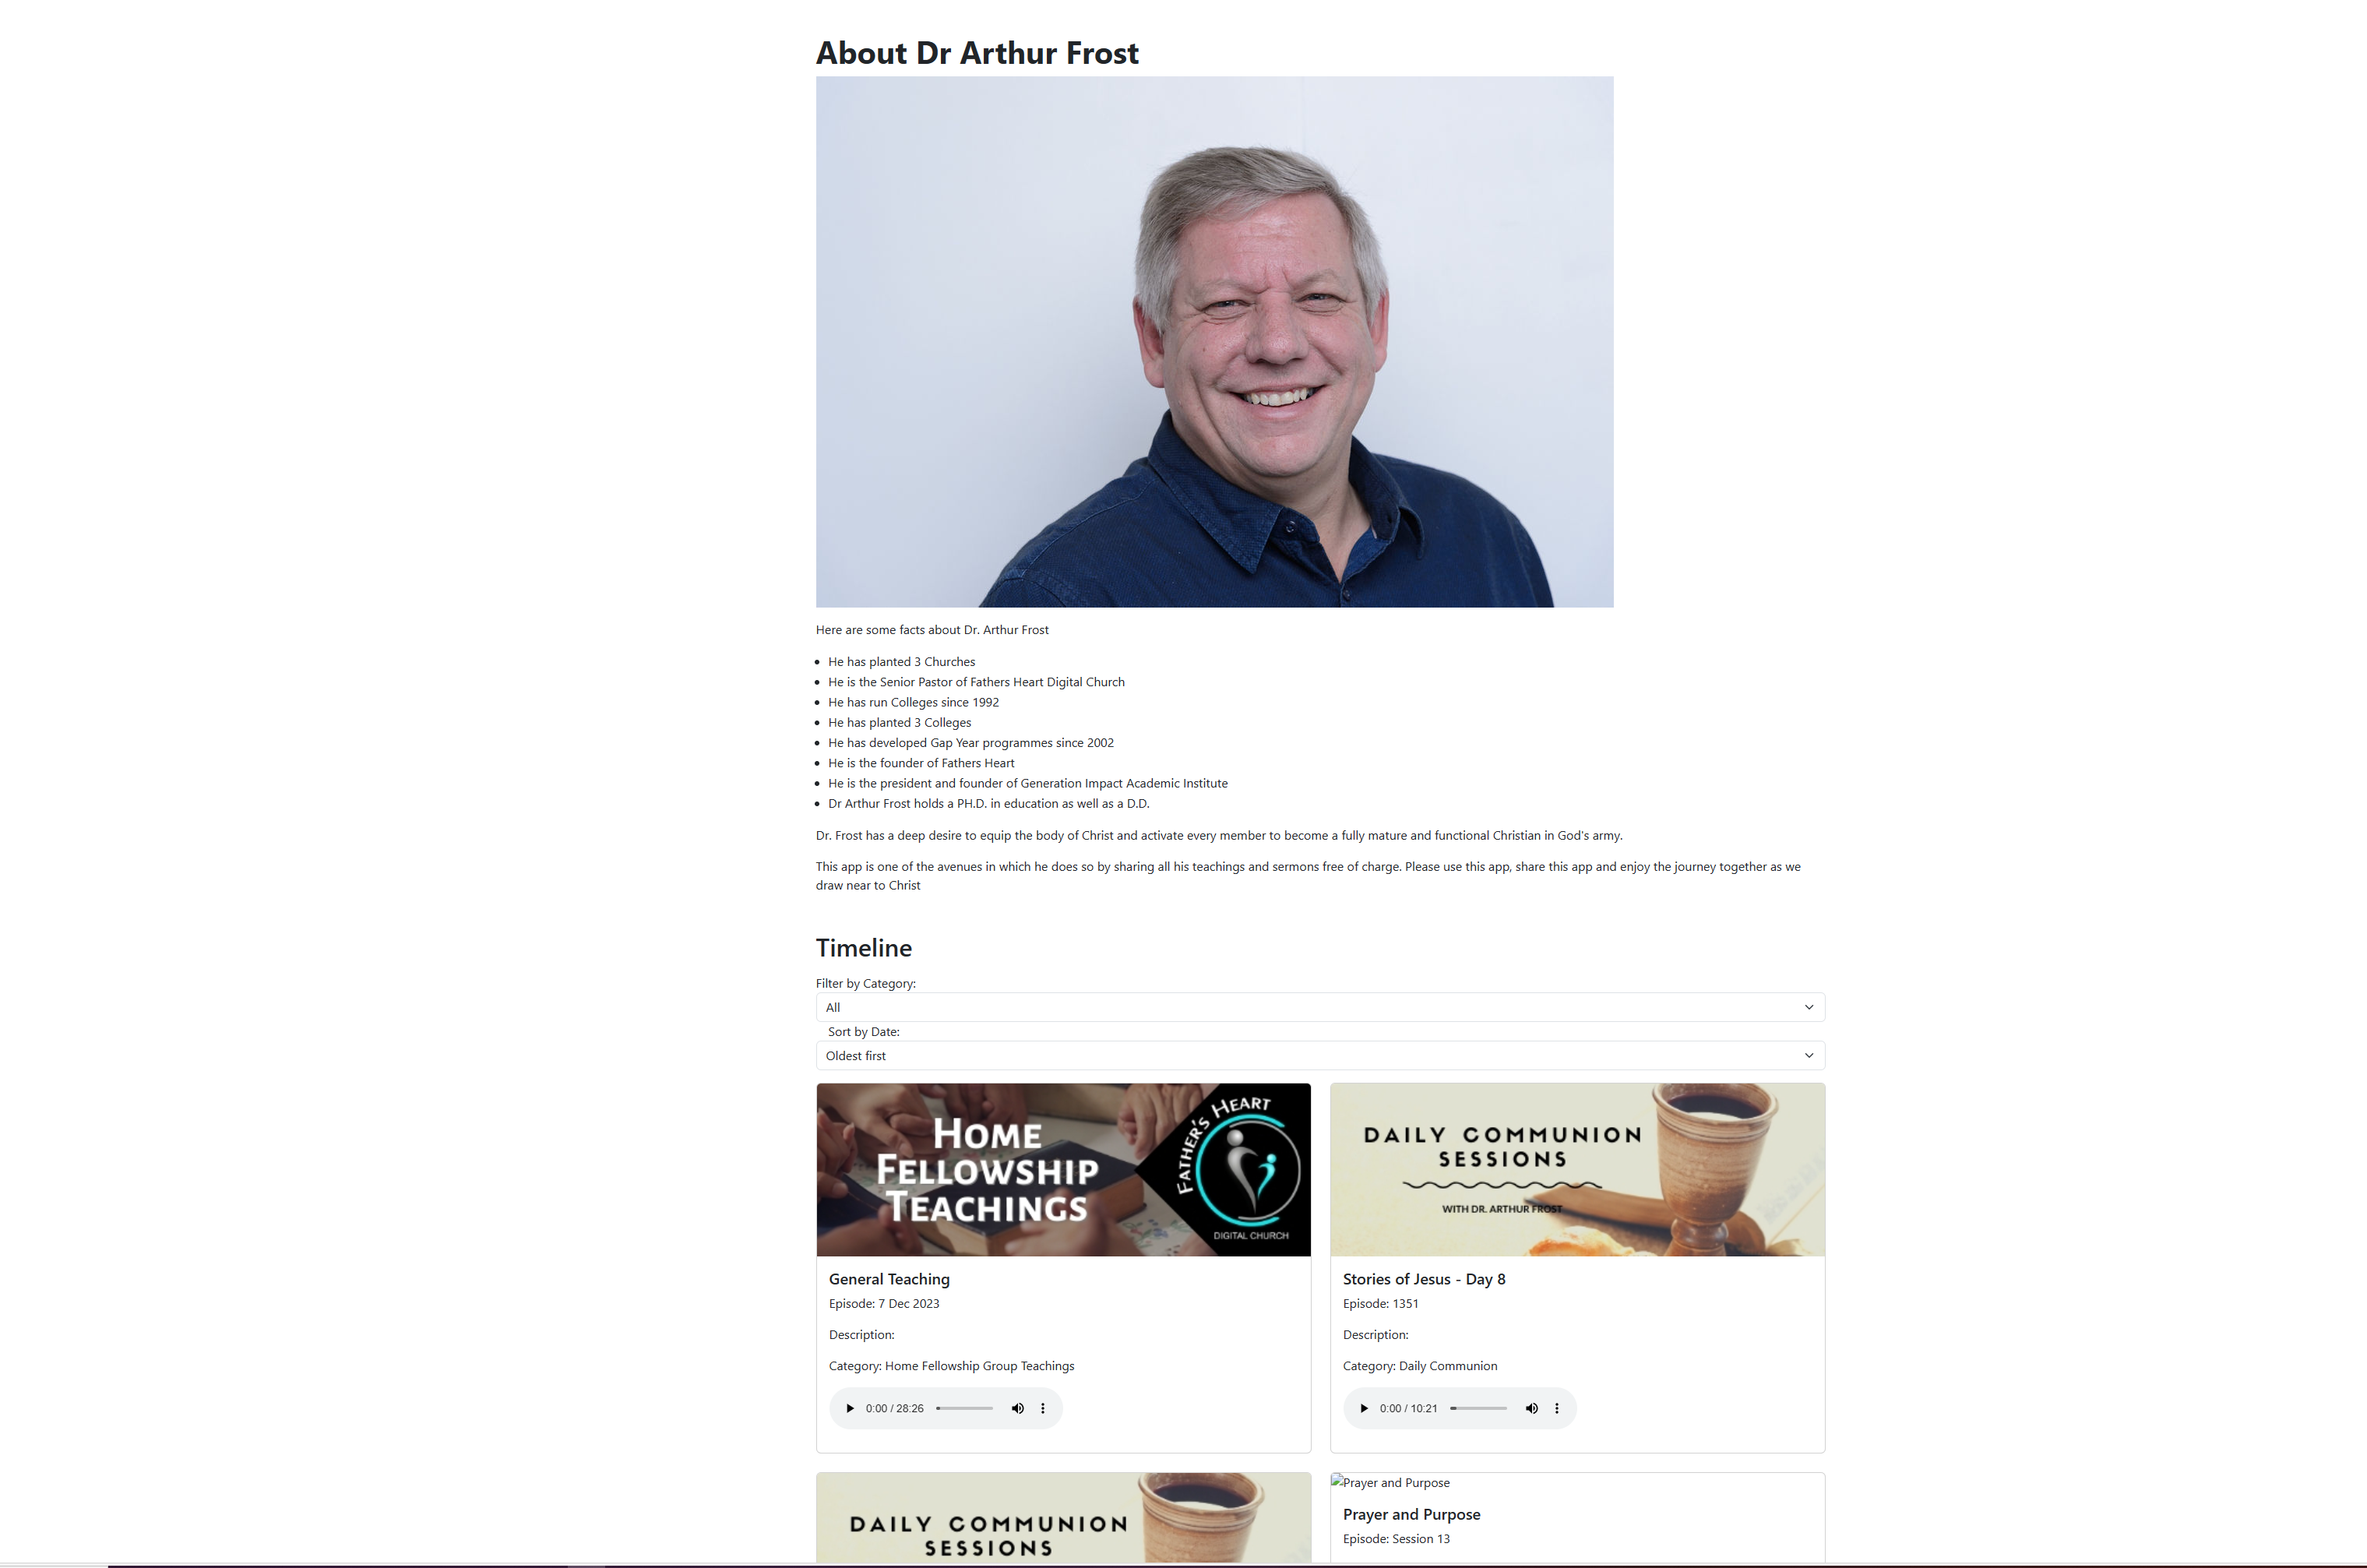 About Dr Arthur Frost
Here are some facts about Dr. Arthur Frost
He has planted 3 Churches
He is the Senior Pastor of Fathers Heart Digital Church
He has run Colleges since 1992
He has planted 3 Colleges
He has developed Gap Year programmes since 2002
He is the founder of Fathers Heart
He is the president and founder of Generation Impact Academic Institute
Dr Arthur Frost holds a PH.D. in education as well as a D.D.
Dr. Frost has a deep desire to equip the body of Christ and activate every member to become a fully mature and functional Christian in God's army.
This app is one of the avenues in which he does so by sharing all his teachings and sermons free of charge. Please use this app, share this app and enjoy the journey together as we
draw near to Christ
Timeline
Filter by Category:
All
Sort by Date:
Oldest first
HOME
FELLOWSHIP
TEACHINGS
FATHER'S HEART
DIGITAL CHURCH
General Teaching
Episode: 7 Dec 2023
Description:
Category: Home Fellowship Group Teachings
0:00 / 28:26
DAILY COMMUNION
SESSIONS
WITH DR. ARTHUR FROST
Stories of Jesus - Day 8
Episode: 1351
Description:
Category: Daily Communion
0:00 / 10:21
DAILY COMMUNION
SESSIONS
Prayer and Purpose
Prayer and Purpose
Episode: Session 13